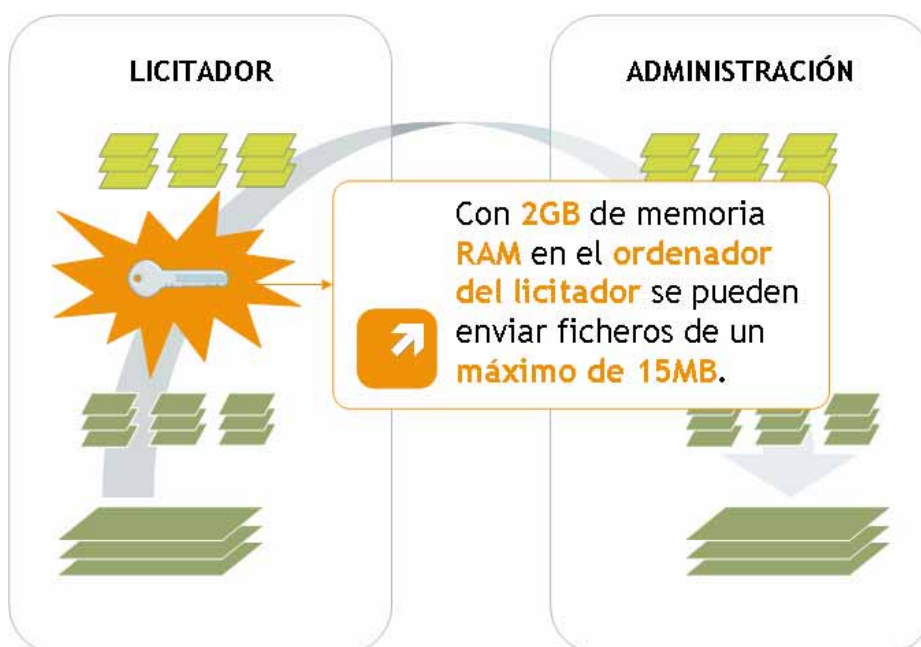 LICITADOR
ADMINISTRACIÓN
Con 2GB de memoria
RAM en el ordenador
del licitador se pueden
enviar ficheros de un
máximo de 15MB.